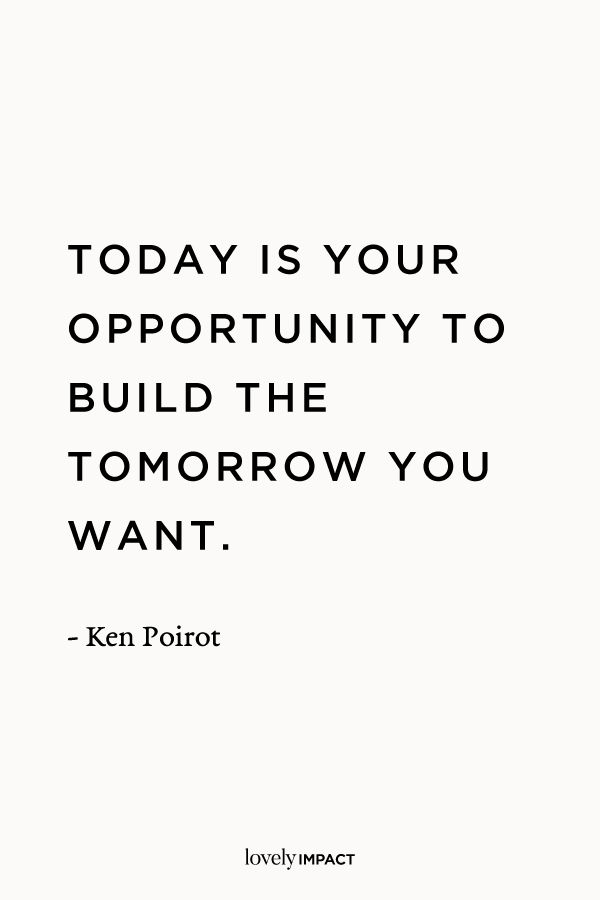 TODAY IS YOUR
OPPORTUNITY TO
BUILD THE
TOMORROW YOU
WANT.
- Ken Poirot
lovely IMPACT